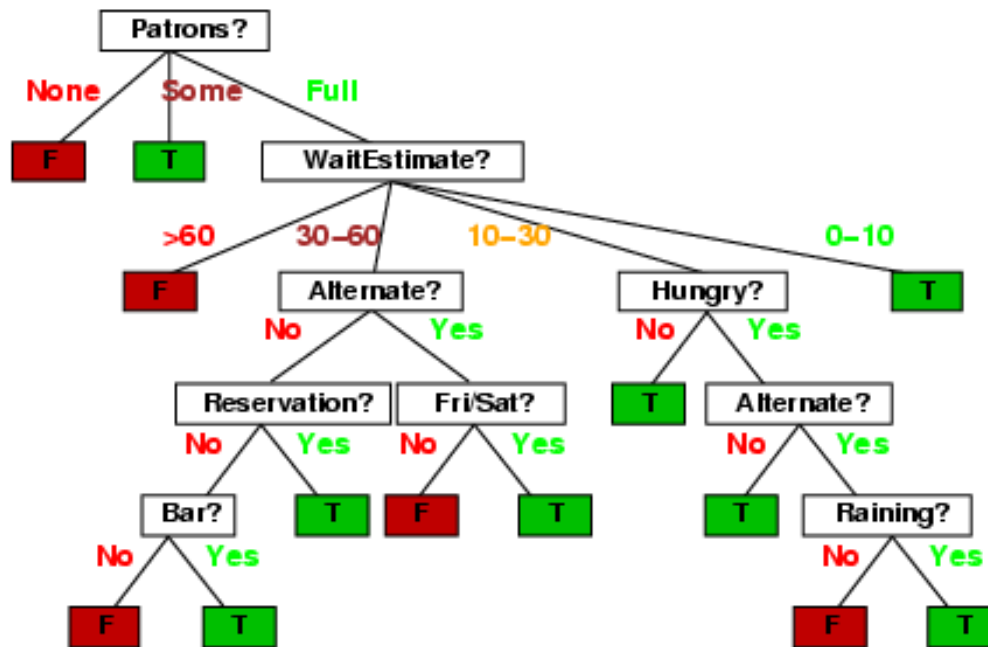 Patrons?
None Some Full
F T WaitEstimate?
>60 30−60 10−30 0−10
F Alternate? Hungry? T
No Yes No Yes
Reservation? Fri/Sat? T Alternate?
No Yes No Yes No Yes
Bar? T F T T Raining?
No Yes No Yes
F T F T